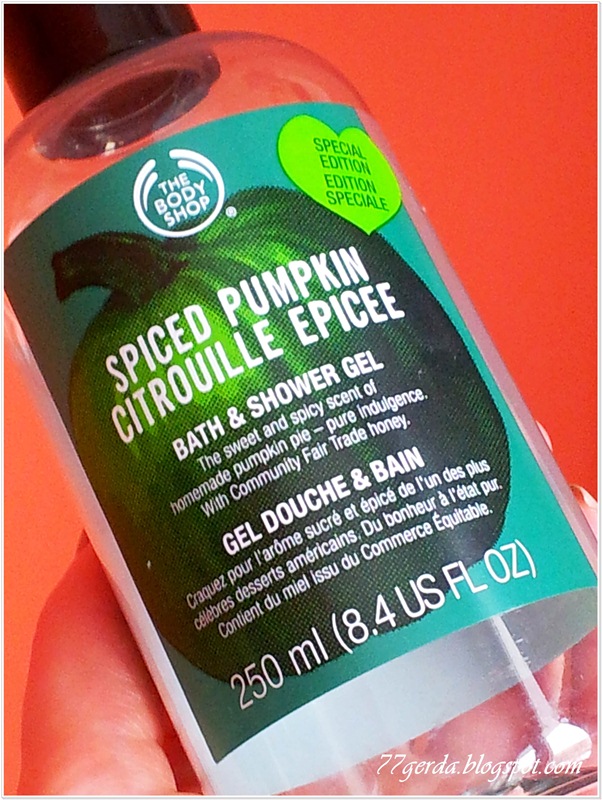 THE
BODY
SHOP
®
SPECIAL
EDITION
EDITION
SPECIALE
SPICED PUMPKIN
CITROUILLE EPICEE
BATH & SHOWER GEL
The sweet and spicy scent of
homemade pumpkin pie – pure indulgence.
With Community Fair Trade honey.
GEL DOUCHE & BAIN
Craquez pour l'arôme sucré et épicé de l'un des plus
célèbres desserts américains. Du bonheur à l'état pur.
Contient du miel issu du Commerce Équitable.
250 ml (8.4 US FL OZ)
77gerda.blogspot.com